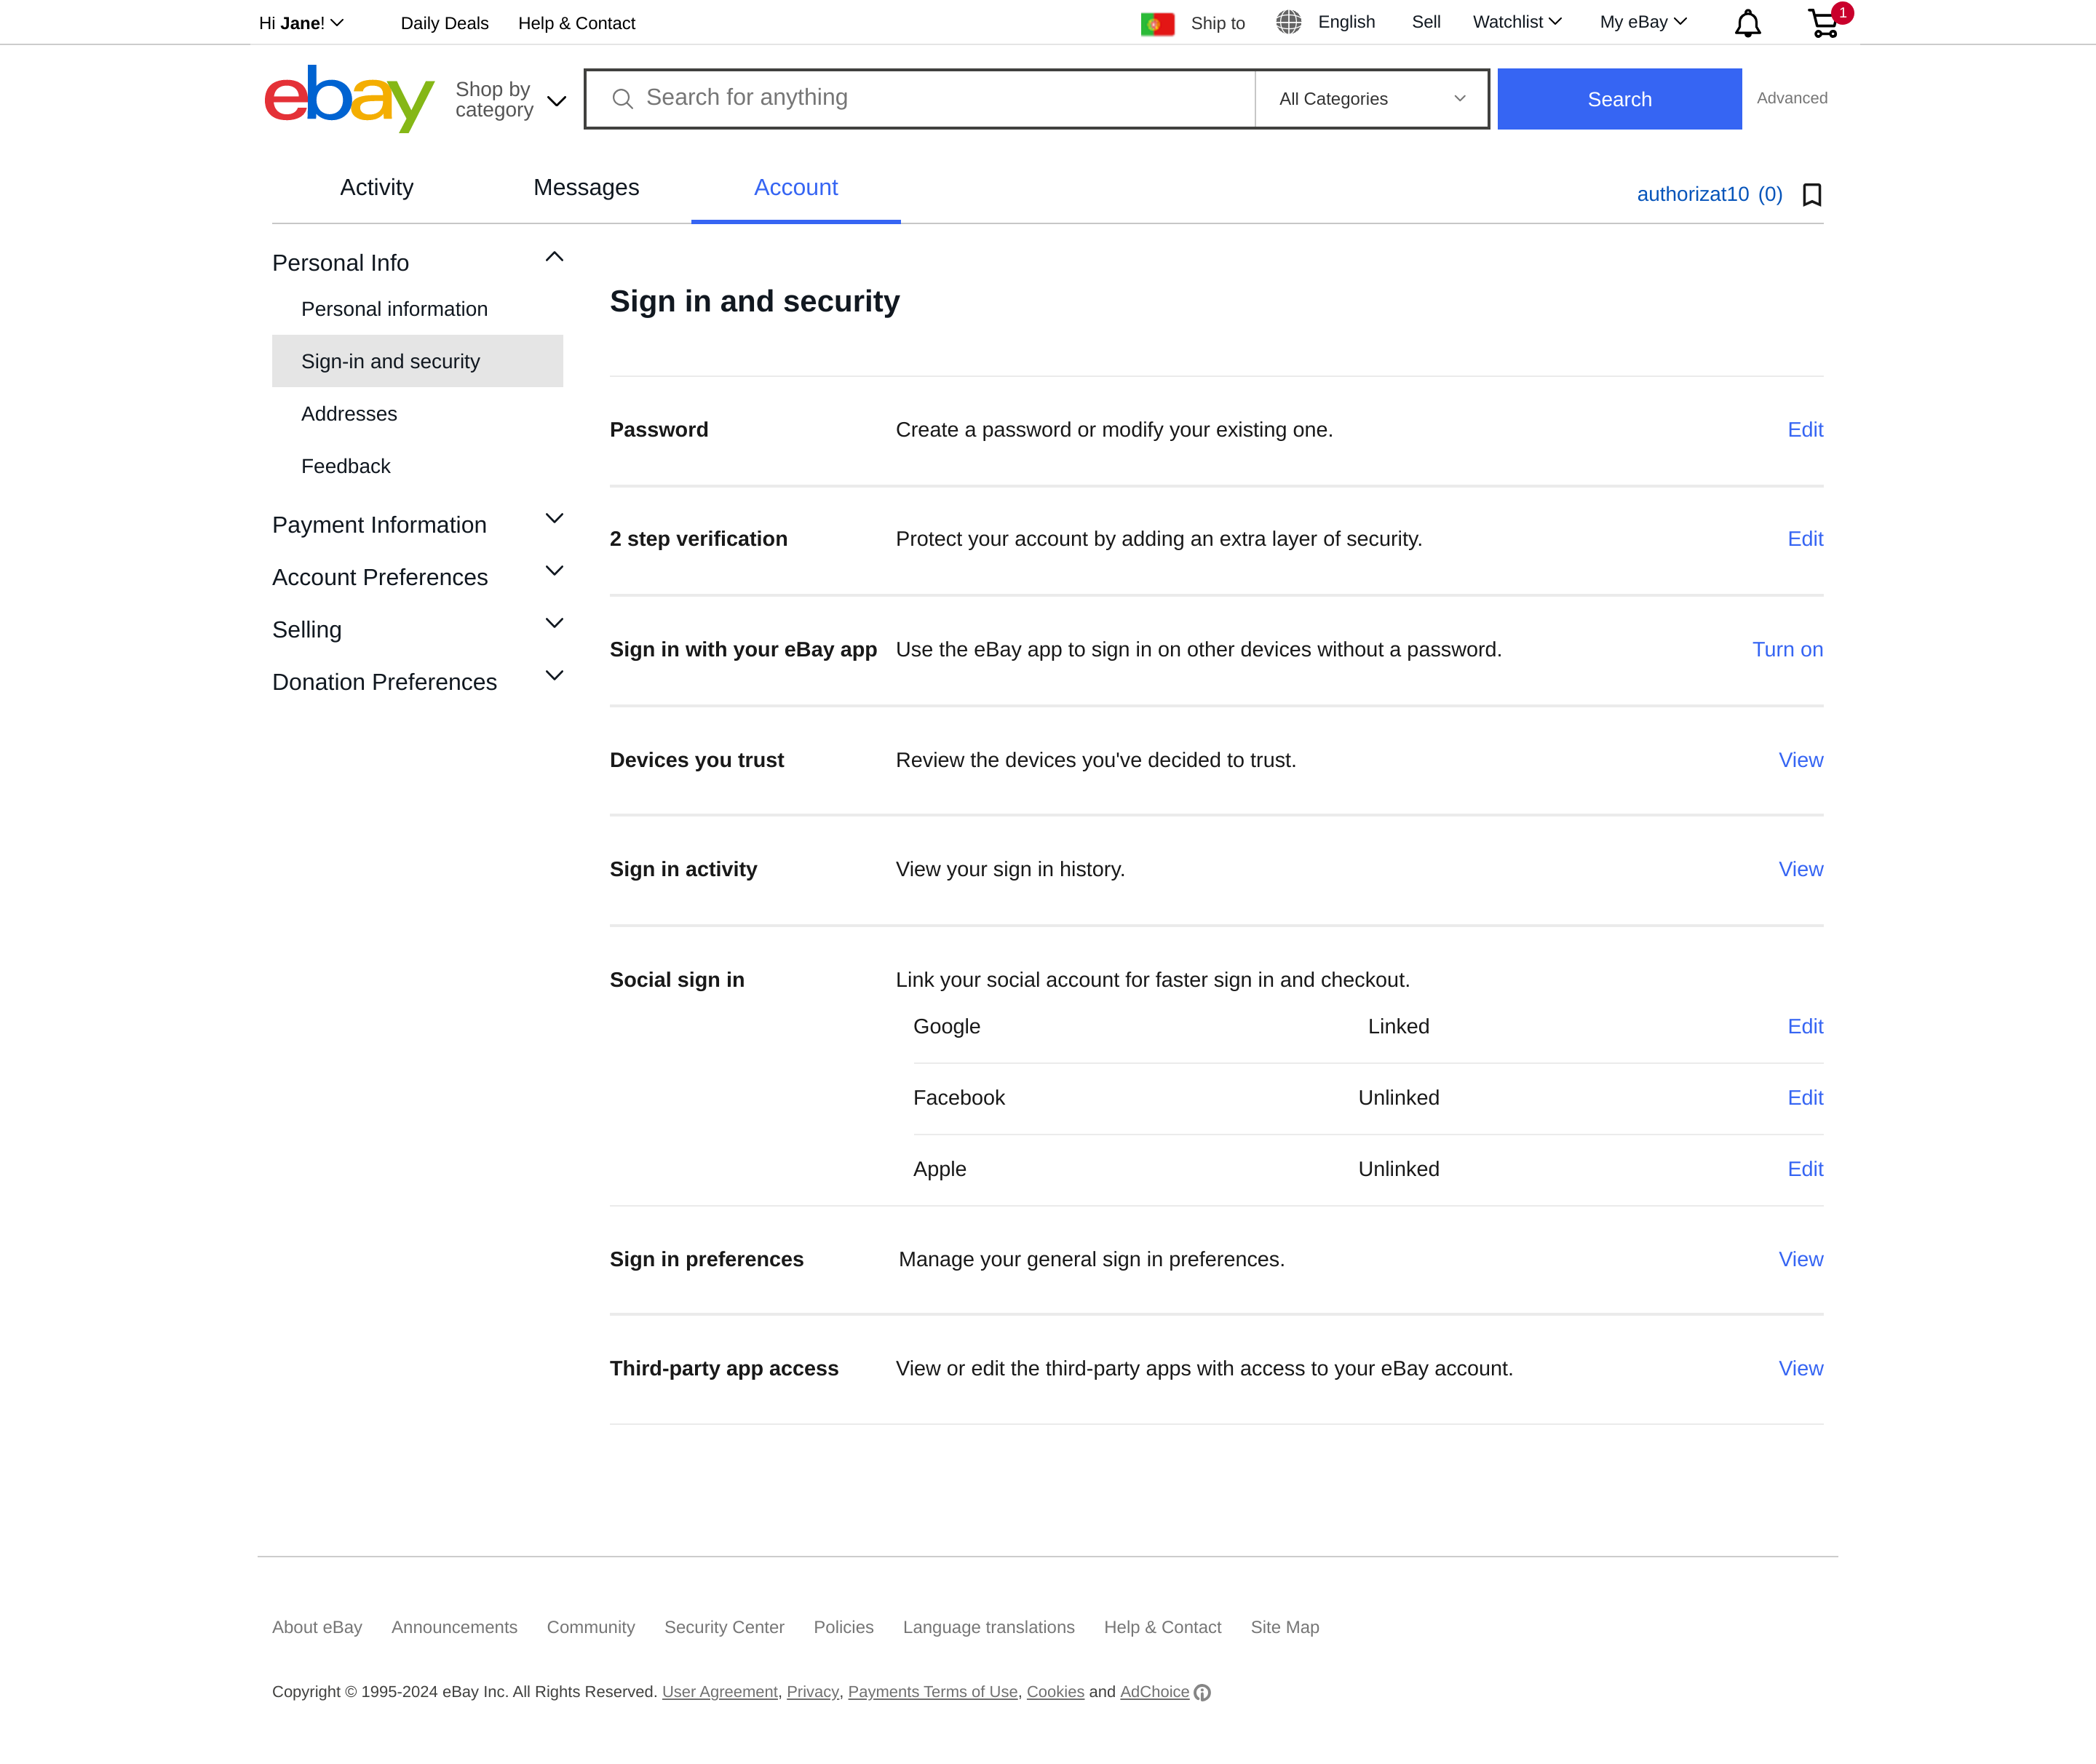 Hi Jane! Daily Deals Help & Contact Ship to English Sell Watchlist My eBay 1
ebay Shop by category Search for anything All Categories Search Advanced
Activity Messages Account authorizat10 (0)
Personal Info
Personal information
Sign-in and security
Addresses
Feedback
Payment Information
Account Preferences
Selling
Donation Preferences
Sign in and security
Password Create a password or modify your existing one. Edit
2 step verification Protect your account by adding an extra layer of security. Edit
Sign in with your eBay app Use the eBay app to sign in on other devices without a password. Turn on
Devices you trust Review the devices you've decided to trust. View
Sign in activity View your sign in history. View
Social sign in Link your social account for faster sign in and checkout.
Google Linked Edit
Facebook Unlinked Edit
Apple Unlinked Edit
Sign in preferences Manage your general sign in preferences. View
Third-party app access View or edit the third-party apps with access to your eBay account. View
About eBay Announcements Community Security Center Policies Language translations Help & Contact Site Map
Copyright © 1995-2024 eBay Inc. All Rights Reserved. User Agreement, Privacy, Payments Terms of Use, Cookies and AdChoice